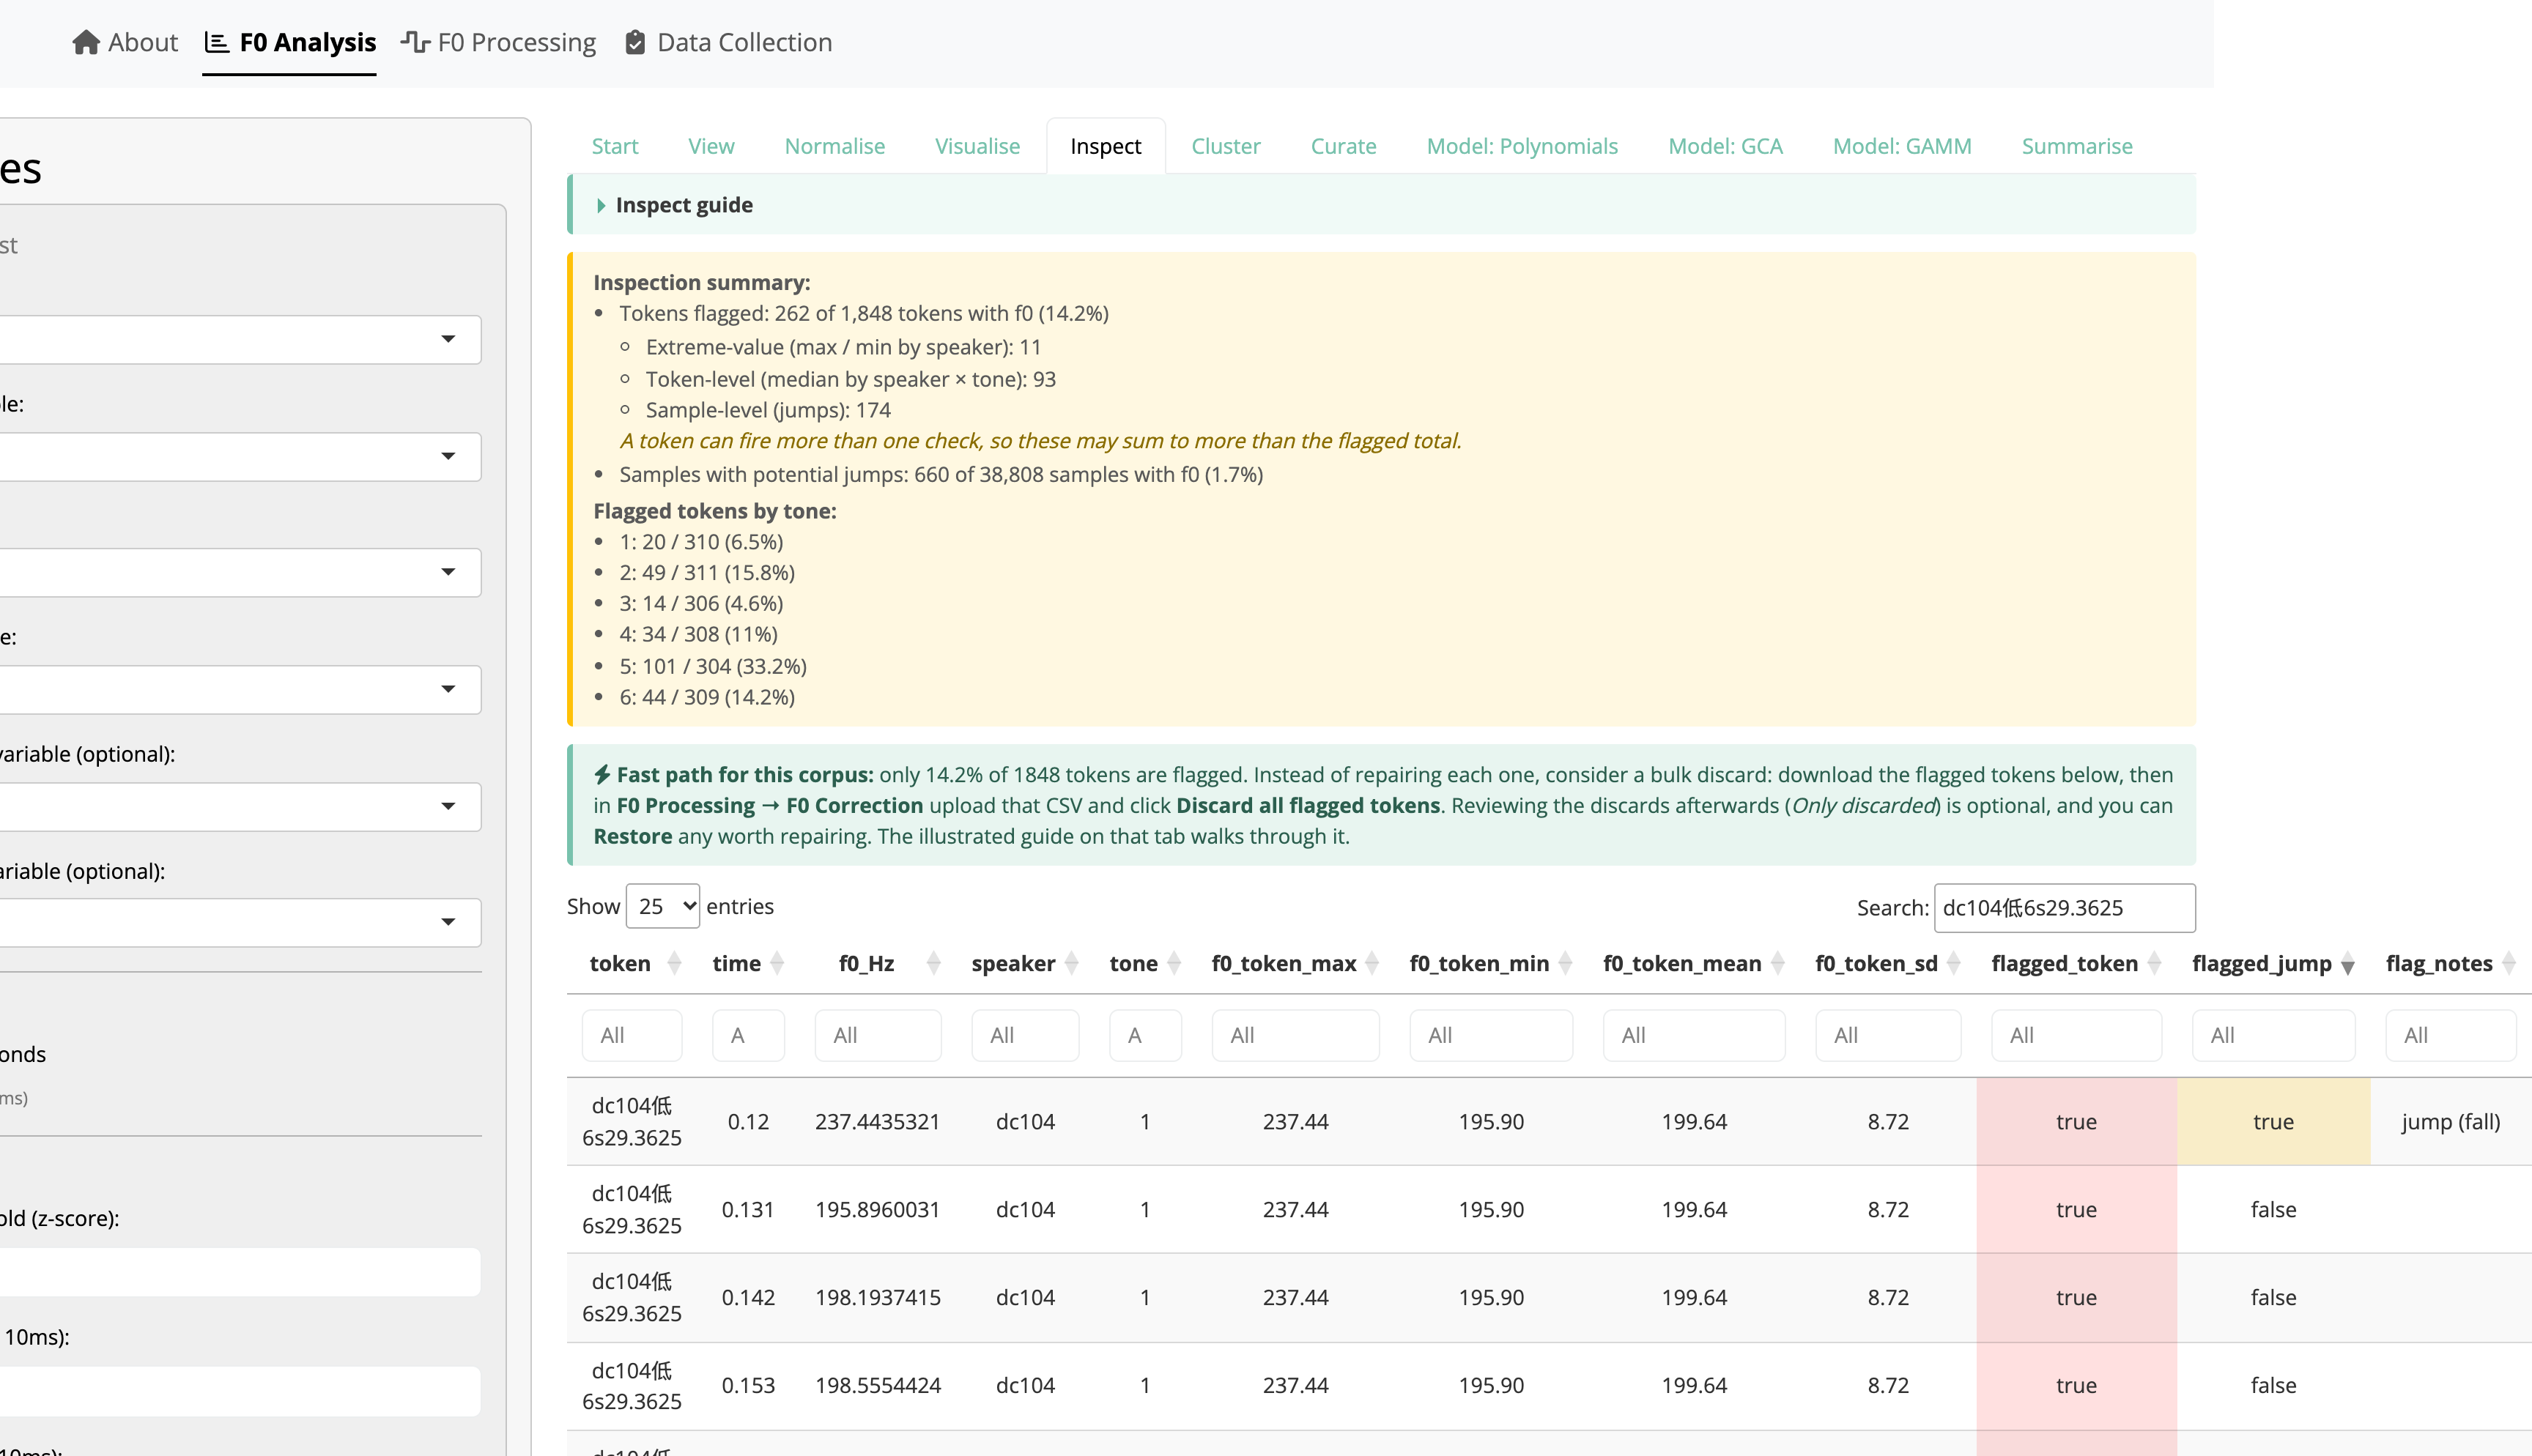 About F0 Analysis F0 Processing Data Collection
es
st
ole:
e:
variable (optional):
ariable (optional):
onds
ms)
old (z-score):
10ms):
Start View Normalise Visualise Inspect Cluster Curate Model: Polynomials Model: GCA Model: GAMM Summarise
Inspect guide
Inspection summary:
• Tokens flagged: 262 of 1,848 tokens with f0 (14.2%)
Extreme-value (max / min by speaker): 11
Token-level (median by speaker × tone): 93
Sample-level (jumps): 174
A token can fire more than one check, so these may sum to more than the flagged total.
• Samples with potential jumps: 660 of 38,808 samples with f0 (1.7%)
Flagged tokens by tone:
• 1: 20 / 310 (6.5%)
• 2: 49 / 311 (15.8%)
• 3: 14 / 306 (4.6%)
• 4: 34 / 308 (11%)
• 5: 101 / 304 (33.2%)
• 6: 44 / 309 (14.2%)
Fast path for this corpus: only 14.2% of 1848 tokens are flagged. Instead of repairing each one, consider a bulk discard: download the flagged tokens below, then
in F0 Processing → F0 Correction upload that CSV and click Discard all flagged tokens. Reviewing the discards afterwards (Only discarded) is optional, and you can
Restore any worth repairing. The illustrated guide on that tab walks through it.
Show 25 entries Search: dc104低6s29.3625
token time f0_Hz speaker tone f0_token_max f0_token_min f0_token_mean f0_token_sd flagged_token flagged_jump flag_notes
All A All All A All All All All All All All
dc104低
6s29.3625 0.12 237.4435321 dc104 1 237.44 195.90 199.64 8.72 true true jump (fall)
dc104低
6s29.3625 0.131 195.8960031 dc104 1 237.44 195.90 199.64 8.72 true false
dc104低
6s29.3625 0.142 198.1937415 dc104 1 237.44 195.90 199.64 8.72 true false
dc104低
6s29.3625 0.153 198.5554424 dc104 1 237.44 195.90 199.64 8.72 true false